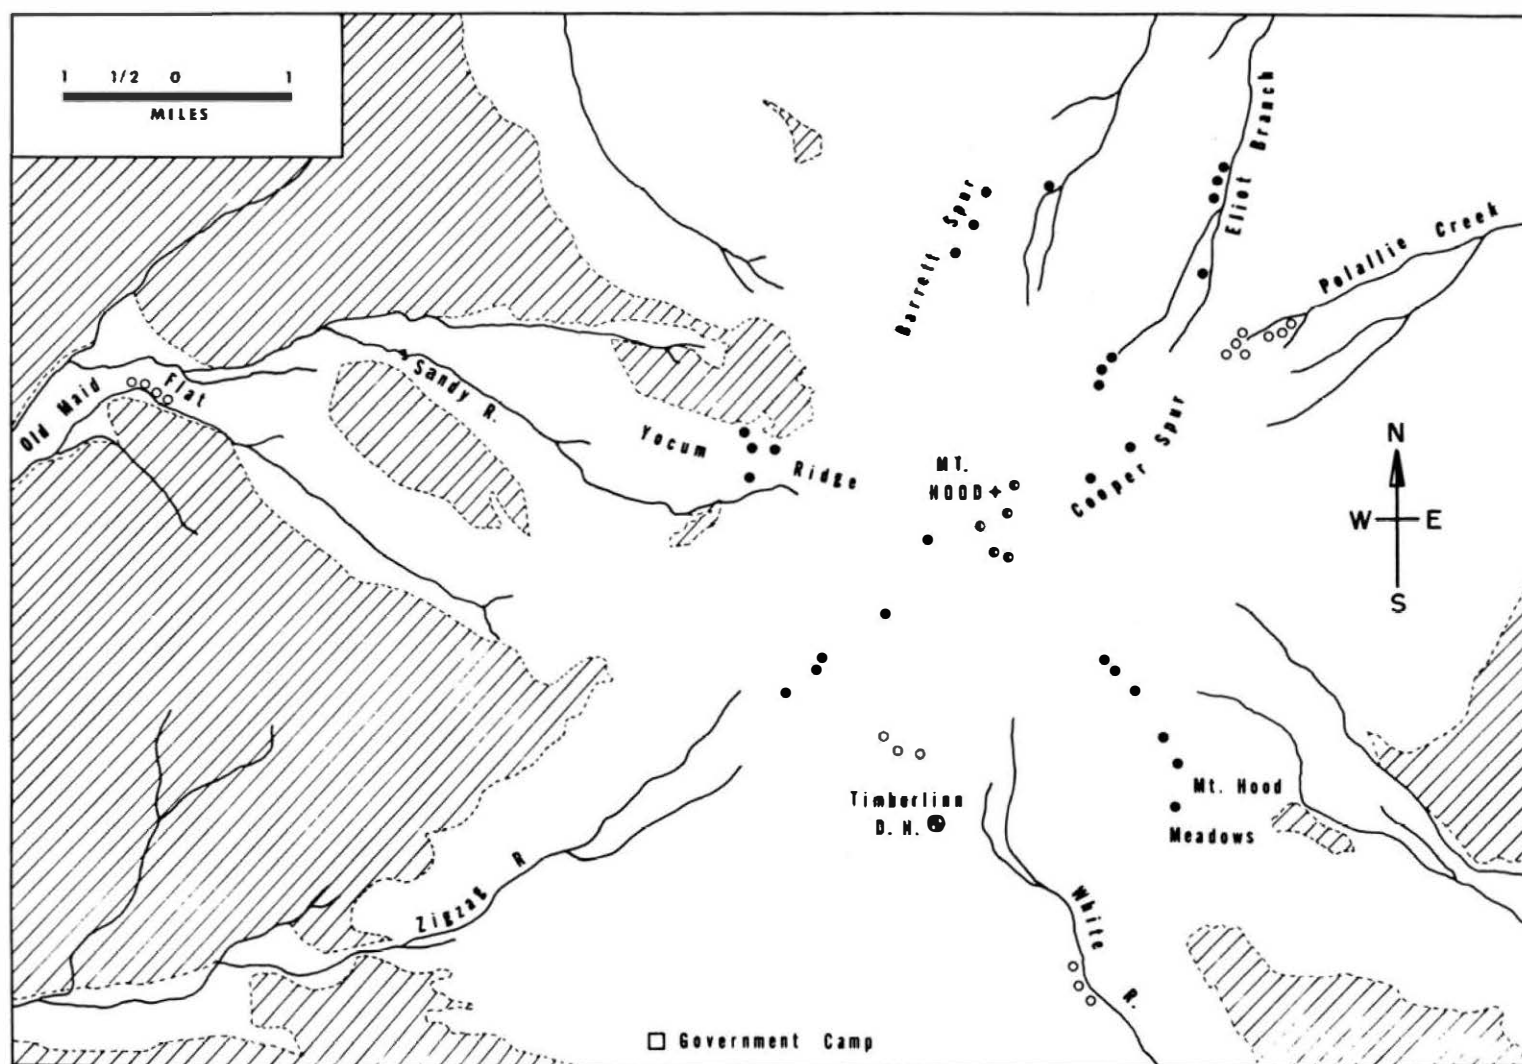 1 1/2 0 1
MILES
Eliot Branch
Barrett Spur
Polallie Creek
Old Maid Flat
Sandy R.
Yocum Ridge
MT.
HOOD
Cooper Spur
N
W E
S
Timberlinn
D. H.
Mt. Hood
Meadows
Zigzag R
White R.
Government Camp